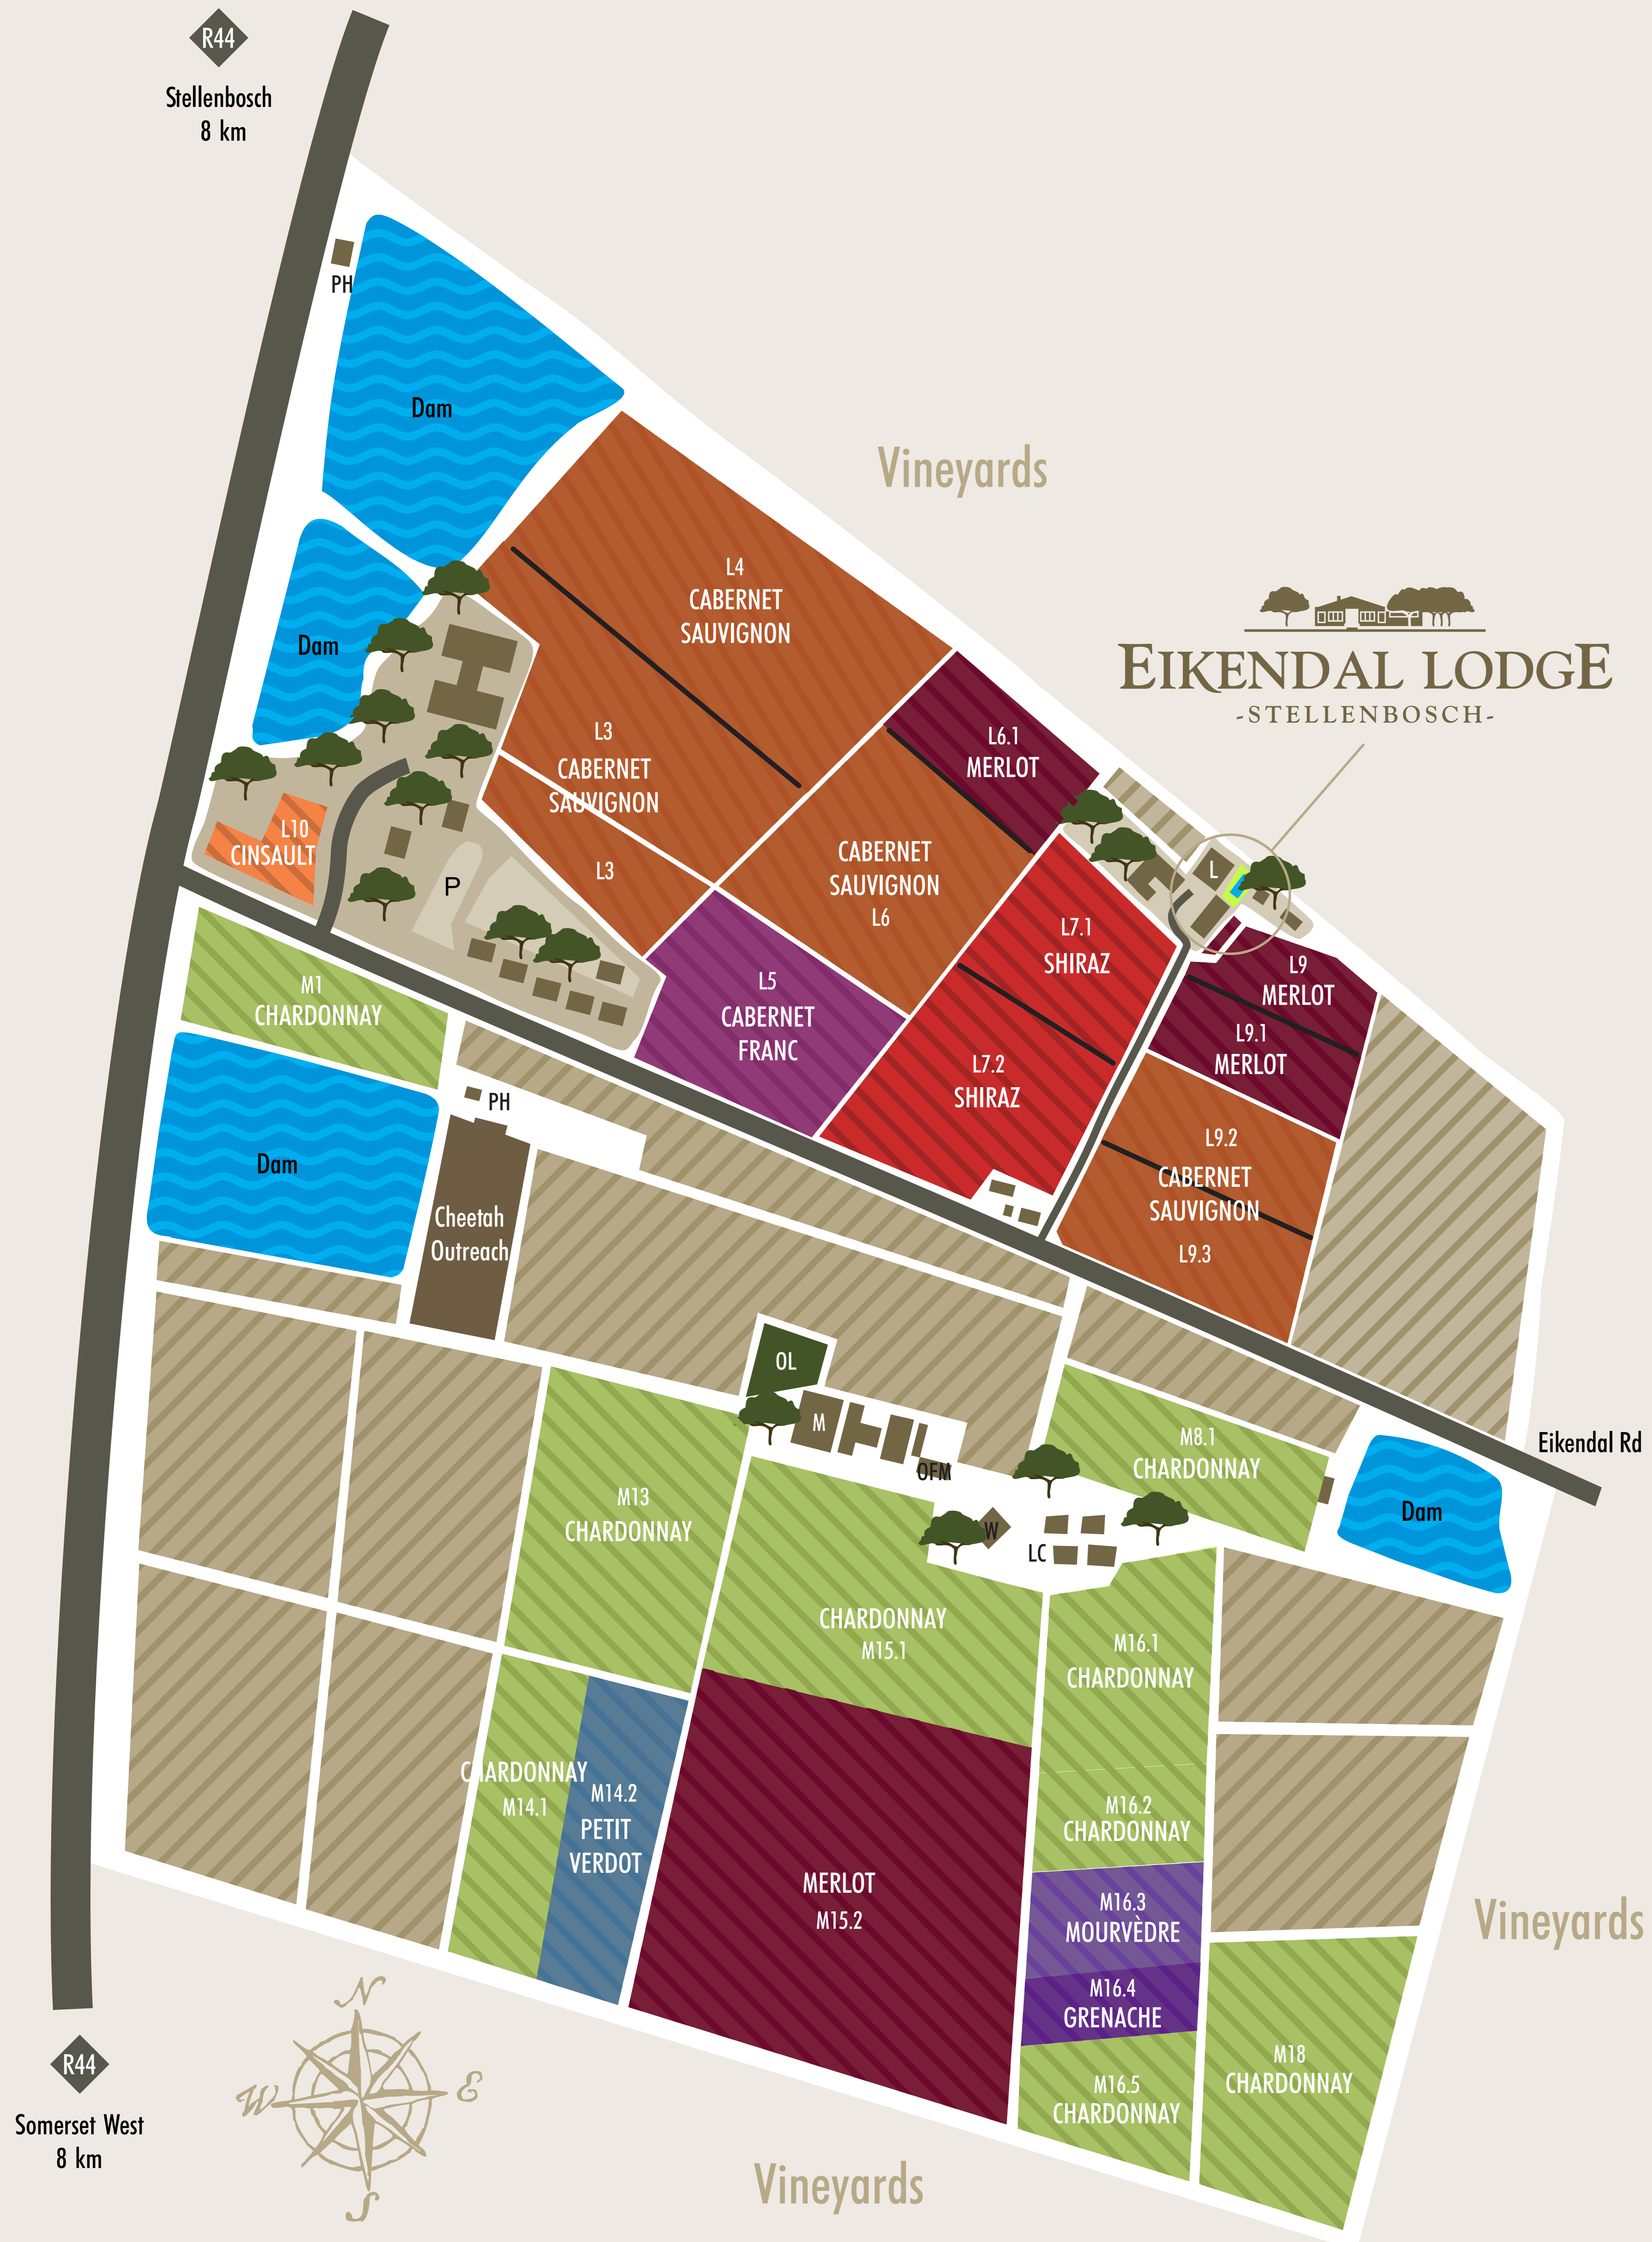 R44
Stellenbosch
8 km
PH
Dam
Vineyards
L4
CABERNET
SAUVIGNON
Dam
EIKENDAL LODGE
-STELLENBOSCH-
L3
CABERNET
SAUVIGNON
L6.1
MERLOT
L10
CINSAULT
P
L3
CABERNET
SAUVIGNON
L6
L
L7.1
SHIRAZ
L9
MERLOT
L5
CABERNET
FRANC
L9.1
MERLOT
M1
CHARDONNAY
L7.2
SHIRAZ
PH
Dam
Cheetah
Outreach
L9.2
CABERNET
SAUVIGNON
L9.3
OL
M
OFM
M8.1
CHARDONNAY
Eikendal Rd
Dam
M13
CHARDONNAY
W
LC
CHARDONNAY
M15.1
M16.1
CHARDONNAY
CHARDONNAY
M14.1
M14.2
PETIT
VERDOT
M16.2
CHARDONNAY
MERLOT
M15.2
M16.3
MOURVÈDRE
M16.4
GRENACHE
Vineyards
M16.5
CHARDONNAY
M18
CHARDONNAY
N
W
E
S
R44
Somerset West
8 km
Vineyards